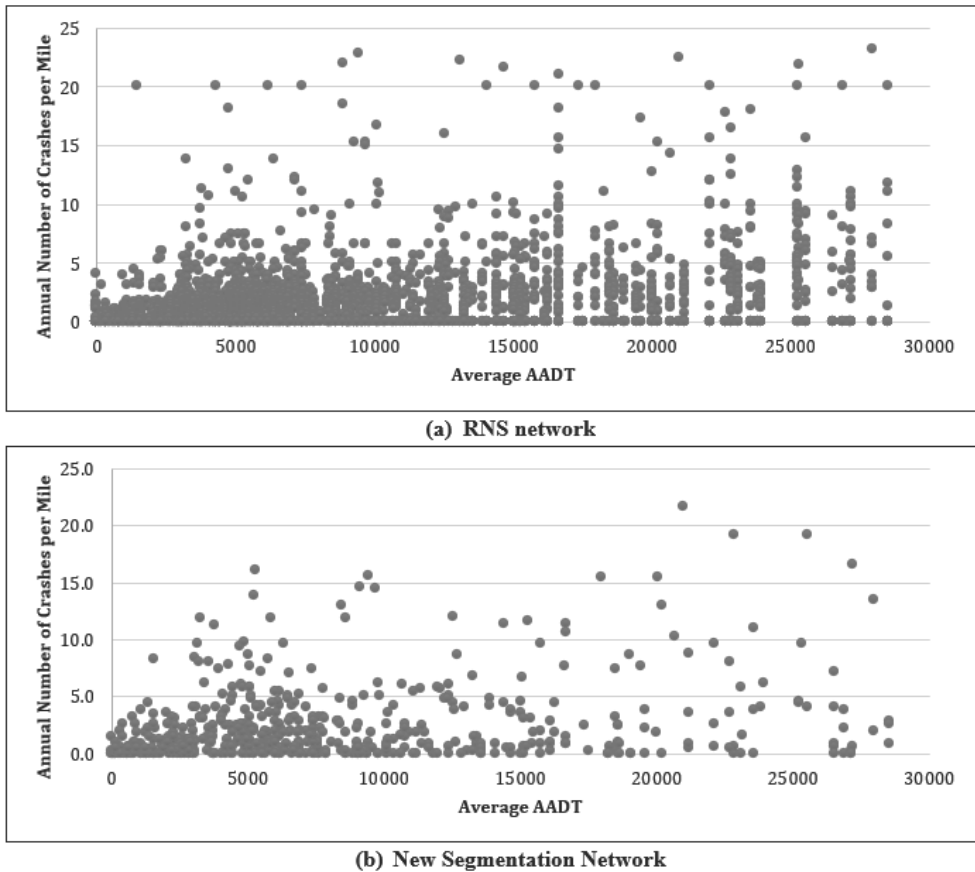 25
20
15
10
5
0
Annual Number of Crashes per Mile
0 5000 10000 15000 20000 25000 30000
Average AADT
(a) RNS network
25.0
20.0
15.0
10.0
5.0
0.0
Annual Number of Crashes per Mile
0 5000 10000 15000 20000 25000 30000
Average AADT
(b) New Segmentation Network